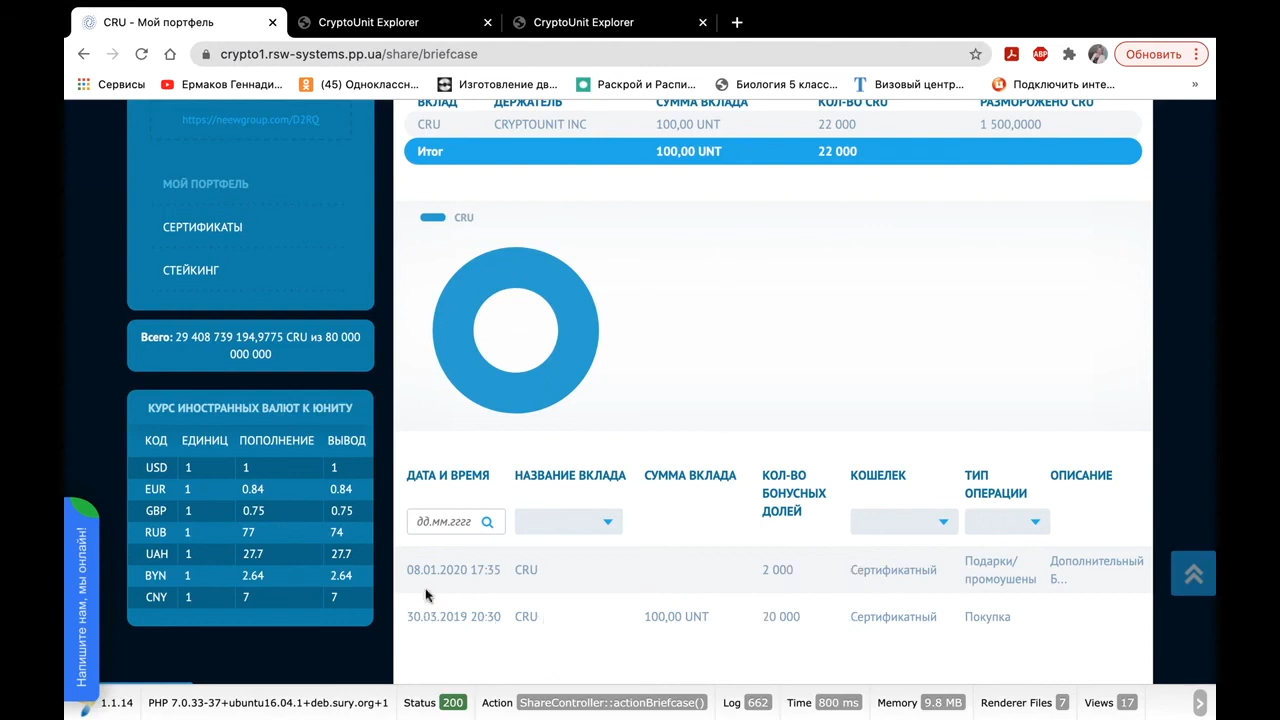 CRU - Мой портфель
CryptoUnit Explorer
CryptoUnit Explorer
crypto1.rsw-systems.pp.ua/share/briefcase
ABP
Обновить
Сервисы
Ермаков Геннади...
(45) Одноклассн...
Изготовление дв...
Раскрой и Распи...
Биология 5 класс...
Визовый центр...
Подключить инте...
»
https://neewgroup.com/D2RQ
МОЙ ПОРТФЕЛЬ
СЕРТИФИКАТЫ
СТЕЙКИНГ
Всего: 29 408 739 194,9775 CRU из 80 000
000 000
КУРС ИНОСТРАННЫХ ВАЛЮТ К ЮНИТУ
КОД ЕДИНИЦ ПОПОЛНЕНИЕ ВЫВОД
USD 1 1 1
EUR 1 0.84 0.84
GBP 1 0.75 0.75
RUB 1 77 74
UAH 1 27.7 27.7
BYN 1 2.64 2.64
CNY 1 7 7
Напишите нам, мы онлайн!
ВКЛАД ДЕРЖАТЕЛЬ СУММА ВКЛАДА КОЛ-ВО CRU РАЗМОРОЖЕНО CRU
CRU CRYPTOUNIT INC 100,00 UNT 22 000 1 500,0000
Итог 100,00 UNT 22 000
CRU
ДАТА И ВРЕМЯ НАЗВАНИЕ ВКЛАДА СУММА ВКЛАДА КОЛ-ВО БОНУСНЫХ ДОЛЕЙ КОШЕЛЕК ТИП ОПЕРАЦИИ ОПИСАНИЕ
дд.мм.гггг
08.01.2020 17:35 CRU 2 000 Сертификатный Подарки/промоушены Дополнительный Б...
30.03.2019 20:30 CRU 100,00 UNT 20 000 Сертификатный Покупка
1.1.14 PHP 7.0.33-37+ubuntu16.04.1+deb.sury.org+1 Status 200 Action ShareController::actionBriefcase() Log 662 Time 800 ms Memory 9.8 MB Renderer Files 7 Views 17